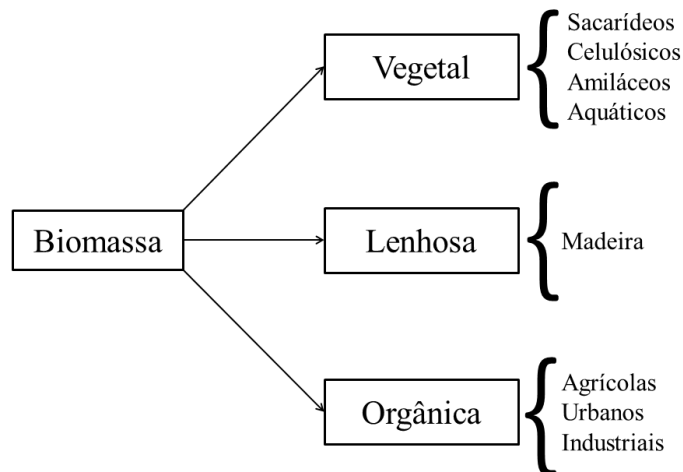 Biomassa
Vegetal
Sacarídeos
Celulósicos
Amiláceos
Aquáticos
Lenhosa
Madeira
Orgânica
Agrícolas
Urbanos
Industriais